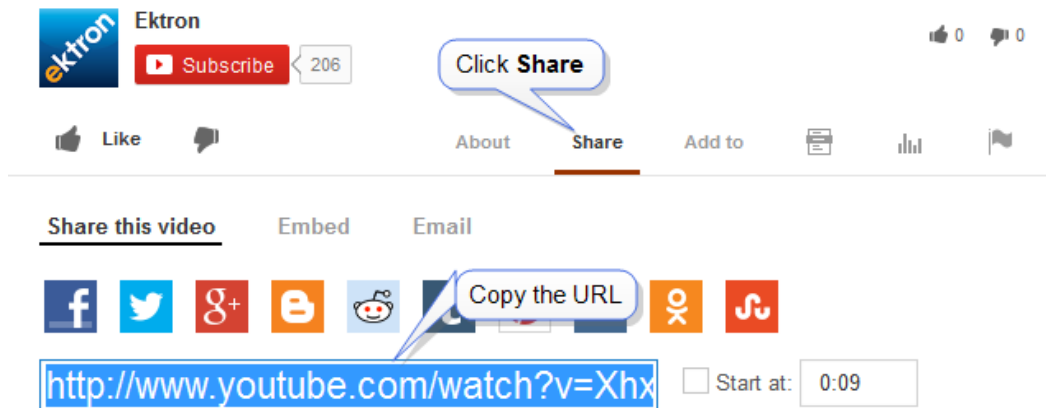 ektron
Ektron
Subscribe 206
0 0
Click Share
Like About Share Add to
Share this video Embed Email
Copy the URL
http://www.youtube.com/watch?v=Xhx
Start at: 0:09